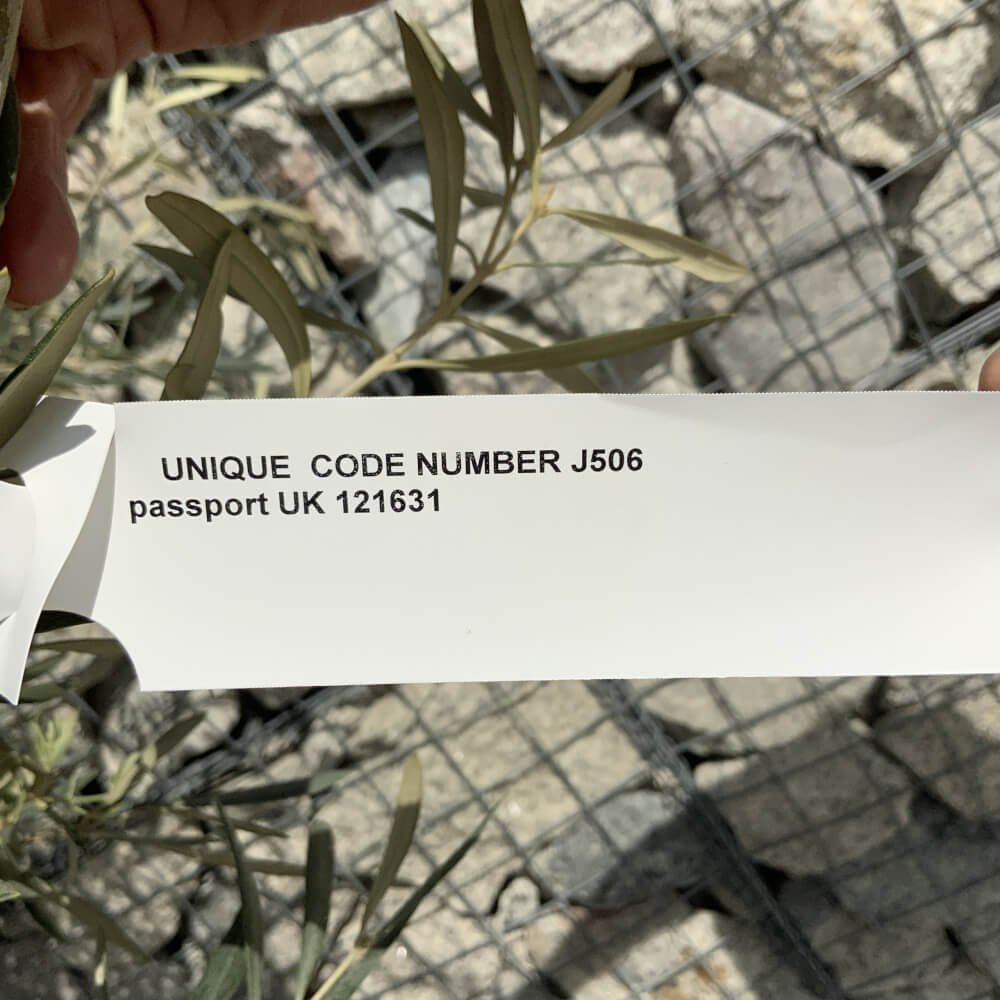 UNIQUE CODE NUMBER J506
passport UK 121631